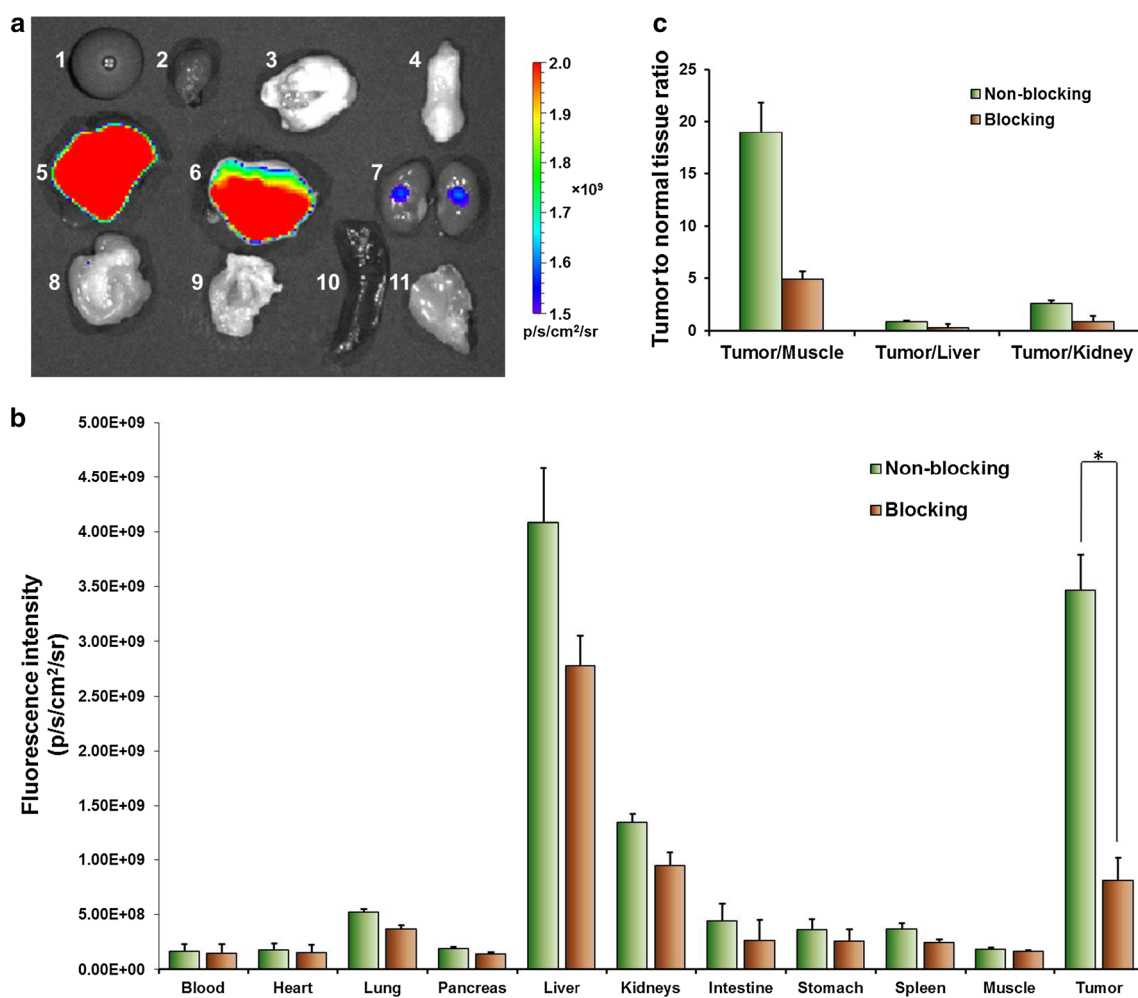 a
1
2
3
4
5
6
7
8
9
10
11
2.0
1.9
1.8
×10⁹
1.7
1.6
1.5
p/s/cm²/sr
c
Tumor to normal tissue ratio
25
20
15
10
5
0
Non-blocking
Blocking
Tumor/Muscle
Tumor/Liver
Tumor/Kidney
b
Fluorescence intensity
(p/s/cm²/sr)
5.00E+09
4.50E+09
4.00E+09
3.50E+09
3.00E+09
2.50E+09
2.00E+09
1.50E+09
1.00E+09
5.00E+08
0.00E+00
Non-blocking
Blocking
*
Blood
Heart
Lung
Pancreas
Liver
Kidneys
Intestine
Stomach
Spleen
Muscle
Tumor